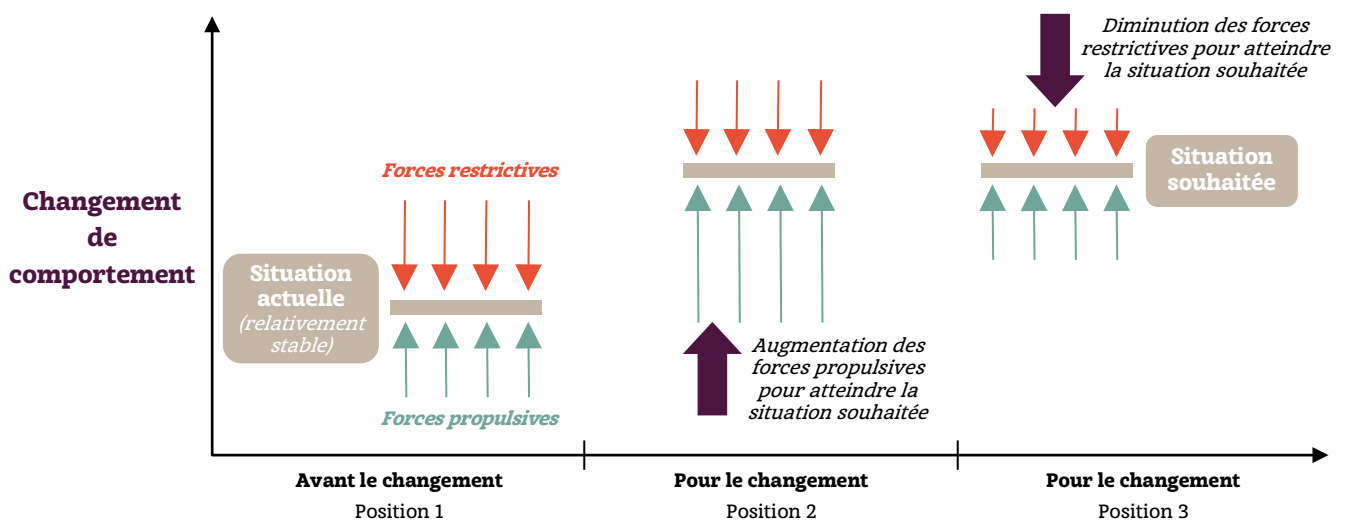 Changement
de
comportement
Situation
actuelle
(relativement
stable)
Forces restrictives
Forces propulsives
Augmentation des
forces propulsives
pour atteindre la
situation souhaitée
Diminution des forces
restrictives pour atteindre
la situation souhaitée
Situation
souhaitée
Avant le changement
Position 1
Pour le changement
Position 2
Pour le changement
Position 3